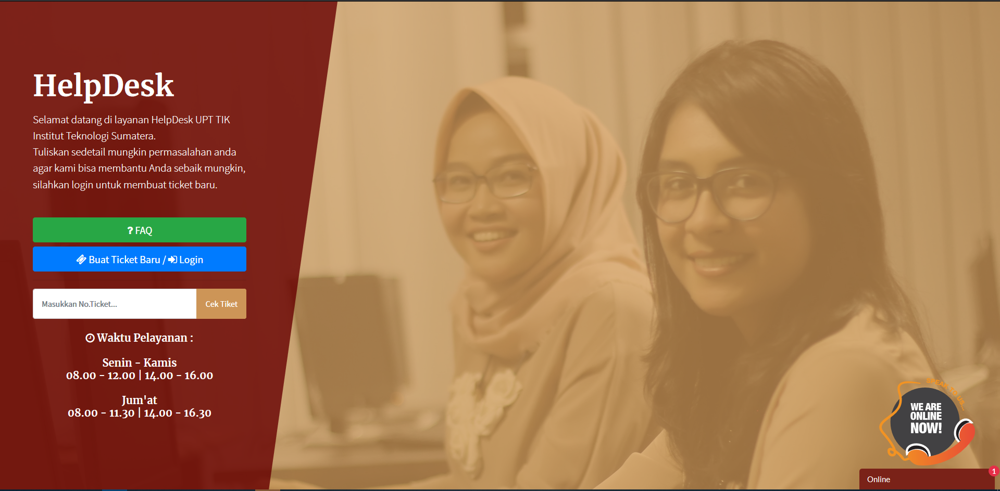 HelpDesk
Selamat datang di layanan HelpDesk UPT TIK
Institut Teknologi Sumatera.
Tuliskan sedetail mungkin permasalahan anda
agar kami bisa membantu Anda sebaik mungkin,
silahkan login untuk membuat ticket baru.
? FAQ
Buat Ticket Baru / Login
Masukkan No.Ticket...
Cek Tiket
Waktu Pelayanan :
Senin - Kamis
08.00 - 12.00 | 14.00 - 16.00
Jum'at
08.00 - 11.30 | 14.00 - 16.30
SPEAK TO US...
WE ARE
ONLINE
NOW!
1
Online